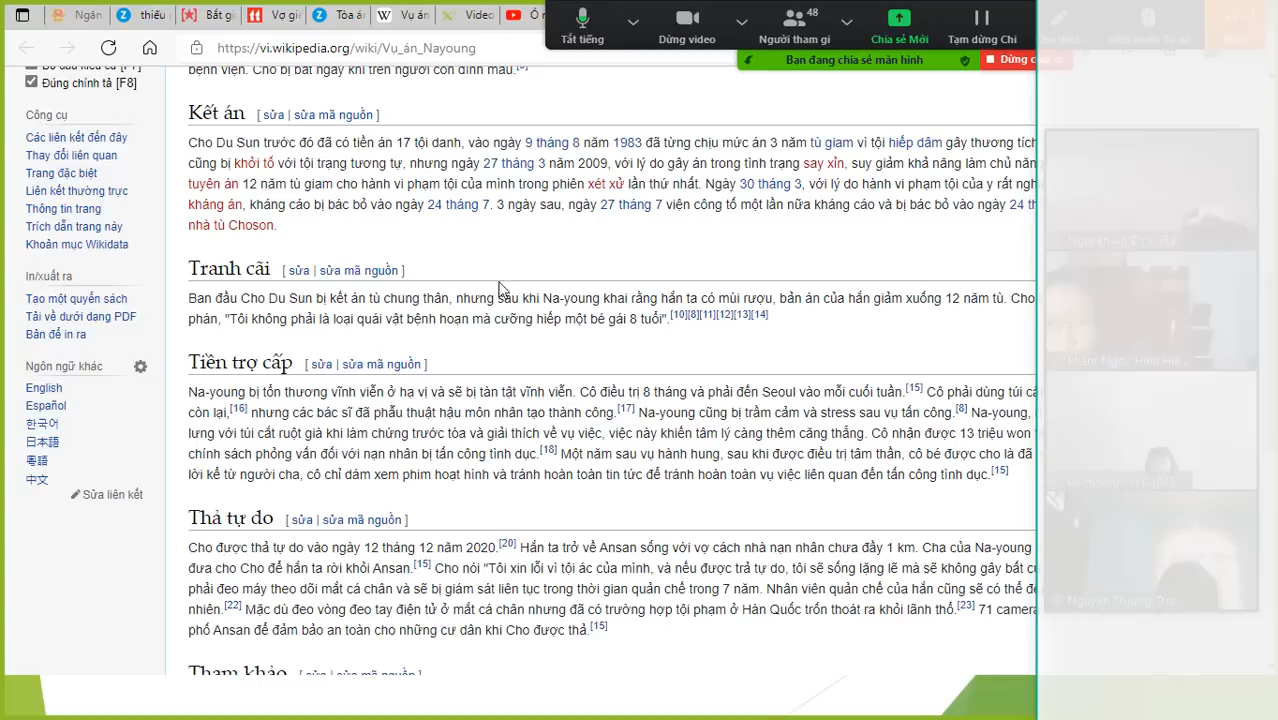 Ngân
thiếu
Bắt gi
Vợ gi
Tòa á
Vụ án
Video
Tắt tiếng
Dừng video
48
Người tham gi
Chia sẻ Mới
Tạm dừng Chi
https://vi.wikipedia.org/wiki/Vụ_án_Nayoung
Bạn đang chia sẻ màn hình
Đúng chính tả [F8]
Công cụ
Các liên kết đến đây
Thay đổi liên quan
Trang đặc biệt
Liên kết thường trực
Thông tin trang
Trích dẫn trang này
Khoản mục Wikidata
In/xuất ra
Tạo một quyển sách
Tải về dưới dạng PDF
Bản để in ra
Ngôn ngữ khác
English
Español
한국어
日本語
粵語
中文
Sửa liên kết
bệnh viện. Cho bị bắt ngay khi trên người còn dính máu.
Kết án [ sửa | sửa mã nguồn ]
Cho Du Sun trước đó đã có tiền án 17 tội danh, vào ngày 9 tháng 8 năm 1983 đã từng chịu mức án 3 năm tù giam vì tội hiếp dâm gây thương tíc
cũng bị khởi tố với tội trạng tương tự, nhưng ngày 27 tháng 3 năm 2009, với lý do gây án trong tình trạng say xỉn, suy giảm khả năng làm chủ năn
tuyên án 12 năm tù giam cho hành vi phạm tội của mình trong phiên xét xử lần thứ nhất. Ngày 30 tháng 3, với lý do hành vi phạm tội của y rất ngh
kháng án, kháng cáo bị bác bỏ vào ngày 24 tháng 7. 3 ngày sau, ngày 27 tháng 7 viện công tố một lần nữa kháng cáo và bị bác bỏ vào ngày 24 th
nhà tù Choson.
Tranh cãi [ sửa | sửa mã nguồn ]
Ban đầu Cho Du Sun bị kết án tù chung thân, nhưng sau khi Na-young khai rằng hắn ta có mùi rượu, bản án của hắn giảm xuống 12 năm tù. Cho
phán, "Tôi không phải là loại quái vật bệnh hoạn mà cưỡng hiếp một bé gái 8 tuổi".[10][8][11][12][13][14]
Tiền trợ cấp [ sửa | sửa mã nguồn ]
Na-young bị tổn thương vĩnh viễn ở hạ vị và sẽ bị tàn tật vĩnh viễn. Cô điều trị 8 tháng và phải đến Seoul vào mỗi cuối tuần.[15] Cô phải dùng túi cá
còn lại,[16] nhưng các bác sĩ đã phẫu thuật hậu môn nhân tạo thành công.[17] Na-young cũng bị trầm cảm và stress sau vụ tấn công.[8] Na-young,
lưng với túi cắt ruột già khi làm chứng trước tòa và giải thích về vụ việc, việc này khiến tâm lý càng thêm căng thẳng. Cô nhận được 13 triệu won t
chính sách phỏng vấn đối với nạn nhân bị tấn công tình dục.[18] Một năm sau vụ hành hung, sau khi được điều trị tâm thần, cô bé được cho là đã
lời kể từ người cha, cô chỉ dám xem phim hoạt hình và tránh hoàn toàn tin tức để tránh hoàn toàn vụ việc liên quan đến tấn công tình dục.[15]
Thả tự do [ sửa | sửa mã nguồn ]
Cho được thả tự do vào ngày 12 tháng 12 năm 2020.[20] Hắn ta trở về Ansan sống với vợ cách nhà nạn nhân chưa đầy 1 km. Cha của Na-young
đưa cho Cho để hắn ta rời khỏi Ansan.[15] Cho nói "Tôi xin lỗi vì tội ác của mình, và nếu được trả tự do, tôi sẽ sống lặng lẽ mà sẽ không gây bất c
phải đeo máy theo dõi mắt cá chân và sẽ bị giám sát liên tục trong thời gian quản chế trong 7 năm. Nhân viên quản chế của hắn cũng sẽ có thể đ
nhiên.[22] Mặc dù đeo vòng đeo tay điện tử ở mắt cá chân nhưng đã có trường hợp tội phạm ở Hàn Quốc trốn thoát ra khỏi lãnh thổ.[23] 71 camera
phố Ansan để đảm bảo an toàn cho những cư dân khi Cho được thả.[15]
Tham khảo [ sửa | sửa mã nguồn ]